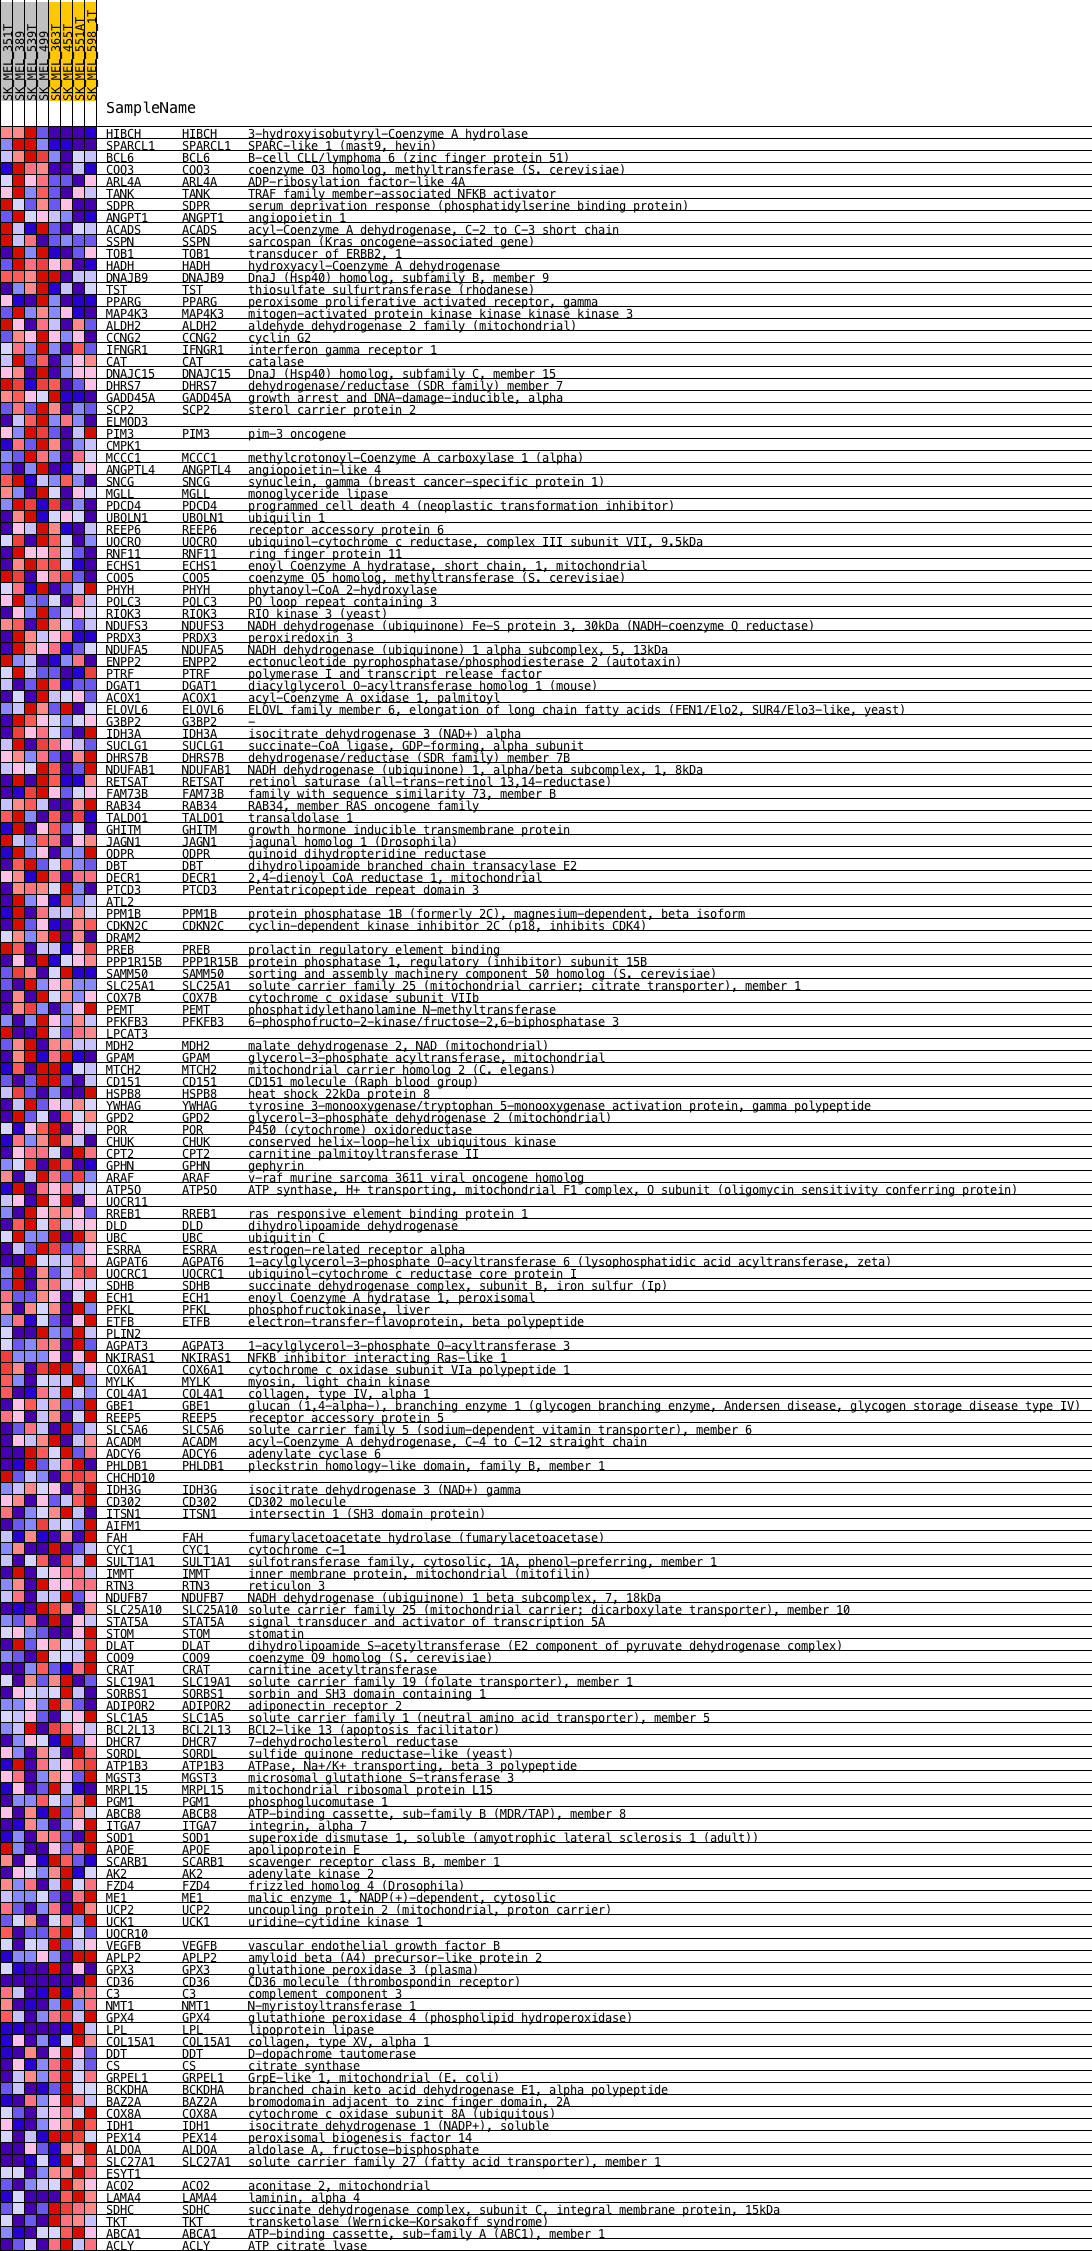 SK_MEL_351T
SK_MEL_389
SK_MEL_539T
SK_MEL_499
SK_MEL_363T
SK_MEL_455T
SK_MEL_551AT
SK_MEL_598_1T
SampleName
HIBCH HIBCH 3-hydroxyisobutyryl-Coenzyme A hydrolase
SPARCL1 SPARCL1 SPARC-like 1 (mast9, hevin)
BCL6 BCL6 B-cell CLL/lymphoma 6 (zinc finger protein 51)
COQ3 COQ3 coenzyme Q3 homolog, methyltransferase (S. cerevisiae)
ARL4A ARL4A ADP-ribosylation factor-like 4A
TANK TANK TRAF family member-associated NFKB activator
SDPR SDPR serum deprivation response (phosphatidylserine binding protein)
ANGPT1 ANGPT1 angiopoietin 1
ACADS ACADS acyl-Coenzyme A dehydrogenase, C-2 to C-3 short chain
SSPN SSPN sarcospan (Kras oncogene-associated gene)
TOB1 TOB1 transducer of ERBB2, 1
HADH HADH hydroxyacyl-Coenzyme A dehydrogenase
DNAJB9 DNAJB9 DnaJ (Hsp40) homolog, subfamily B, member 9
TST TST thiosulfate sulfurtransferase (rhodanese)
PPARG PPARG peroxisome proliferative activated receptor, gamma
MAP4K3 MAP4K3 mitogen-activated protein kinase kinase kinase kinase 3
ALDH2 ALDH2 aldehyde dehydrogenase 2 family (mitochondrial)
CCNG2 CCNG2 cyclin G2
IFNGR1 IFNGR1 interferon gamma receptor 1
CAT CAT catalase
DNAJC15 DNAJC15 DnaJ (Hsp40) homolog, subfamily C, member 15
DHRS7 DHRS7 dehydrogenase/reductase (SDR family) member 7
GADD45A GADD45A growth arrest and DNA-damage-inducible, alpha
SCP2 SCP2 sterol carrier protein 2
ELMOD3
PIM3 PIM3 pim-3 oncogene
CMPK1
MCCC1 MCCC1 methylcrotonoyl-Coenzyme A carboxylase 1 (alpha)
ANGPTL4 ANGPTL4 angiopoietin-like 4
SNCG SNCG synuclein, gamma (breast cancer-specific protein 1)
MGLL MGLL monoglyceride lipase
PDCD4 PDCD4 programmed cell death 4 (neoplastic transformation inhibitor)
UBQLN1 UBQLN1 ubiquilin 1
REEP6 REEP6 receptor accessory protein 6
UQCRQ UQCRQ ubiquinol-cytochrome c reductase, complex III subunit VII, 9.5kDa
RNF11 RNF11 ring finger protein 11
ECHS1 ECHS1 enoyl Coenzyme A hydratase, short chain, 1, mitochondrial
COQ5 COQ5 coenzyme Q5 homolog, methyltransferase (S. cerevisiae)
PHYH PHYH phytanoyl-CoA 2-hydroxylase
PQLC3 PQLC3 PQ loop repeat containing 3
RIOK3 RIOK3 RIO kinase 3 (yeast)
NDUFS3 NDUFS3 NADH dehydrogenase (ubiquinone) Fe-S protein 3, 30kDa (NADH-coenzyme Q reductase)
PRDX3 PRDX3 peroxiredoxin 3
NDUFA5 NDUFA5 NADH dehydrogenase (ubiquinone) 1 alpha subcomplex, 5, 13kDa
ENPP2 ENPP2 ectonucleotide pyrophosphatase/phosphodiesterase 2 (autotaxin)
PTRF PTRF polymerase I and transcript release factor
DGAT1 DGAT1 diacylglycerol O-acyltransferase homolog 1 (mouse)
ACOX1 ACOX1 acyl-Coenzyme A oxidase 1, palmitoyl
ELOVL6 ELOVL6 ELOVL family member 6, elongation of long chain fatty acids (FEN1/Elo2, SUR4/Elo3-like, yeast)
G3BP2 G3BP2 -
IDH3A IDH3A isocitrate dehydrogenase 3 (NAD+) alpha
SUCLG1 SUCLG1 succinate-CoA ligase, GDP-forming, alpha subunit
DHRS7B DHRS7B dehydrogenase/reductase (SDR family) member 7B
NDUFAB1 NDUFAB1 NADH dehydrogenase (ubiquinone) 1, alpha/beta subcomplex, 1, 8kDa
RETSAT RETSAT retinol saturase (all-trans-retinol 13,14-reductase)
FAM73B FAM73B family with sequence similarity 73, member B
RAB34 RAB34 RAB34, member RAS oncogene family
TALDO1 TALDO1 transaldolase 1
GHITM GHITM growth hormone inducible transmembrane protein
JAGN1 JAGN1 jagunal homolog 1 (Drosophila)
QDPR QDPR quinoid dihydropteridine reductase
DBT DBT dihydrolipoamide branched chain transacylase E2
DECR1 DECR1 2,4-dienoyl CoA reductase 1, mitochondrial
PTCD3 PTCD3 Pentatricopeptide repeat domain 3
ATL2
PPM1B PPM1B protein phosphatase 1B (formerly 2C), magnesium-dependent, beta isoform
CDKN2C CDKN2C cyclin-dependent kinase inhibitor 2C (p18, inhibits CDK4)
DRAM2
PREB PREB prolactin regulatory element binding
PPP1R15B PPP1R15B protein phosphatase 1, regulatory (inhibitor) subunit 15B
SAMM50 SAMM50 sorting and assembly machinery component 50 homolog (S. cerevisiae)
SLC25A1 SLC25A1 solute carrier family 25 (mitochondrial carrier; citrate transporter), member 1
COX7B COX7B cytochrome c oxidase subunit VIIb
PEMT PEMT phosphatidylethanolamine N-methyltransferase
PFKFB3 PFKFB3 6-phosphofructo-2-kinase/fructose-2,6-biphosphatase 3
LPCAT3
MDH2 MDH2 malate dehydrogenase 2, NAD (mitochondrial)
GPAM GPAM glycerol-3-phosphate acyltransferase, mitochondrial
MTCH2 MTCH2 mitochondrial carrier homolog 2 (C. elegans)
CD151 CD151 CD151 molecule (Raph blood group)
HSPB8 HSPB8 heat shock 22kDa protein 8
YWHAG YWHAG tyrosine 3-monooxygenase/tryptophan 5-monooxygenase activation protein, gamma polypeptide
GPD2 GPD2 glycerol-3-phosphate dehydrogenase 2 (mitochondrial)
POR POR P450 (cytochrome) oxidoreductase
CHUK CHUK conserved helix-loop-helix ubiquitous kinase
CPT2 CPT2 carnitine palmitoyltransferase II
GPHN GPHN gephyrin
ARAF ARAF v-raf murine sarcoma 3611 viral oncogene homolog
ATP5O ATP5O ATP synthase, H+ transporting, mitochondrial F1 complex, O subunit (oligomycin sensitivity conferring protein)
UQCR11
RREB1 RREB1 ras responsive element binding protein 1
DLD DLD dihydrolipoamide dehydrogenase
UBC UBC ubiquitin C
ESRRA ESRRA estrogen-related receptor alpha
AGPAT6 AGPAT6 1-acylglycerol-3-phosphate O-acyltransferase 6 (lysophosphatidic acid acyltransferase, zeta)
UQCRC1 UQCRC1 ubiquinol-cytochrome c reductase core protein I
SDHB SDHB succinate dehydrogenase complex, subunit B, iron sulfur (Ip)
ECH1 ECH1 enoyl Coenzyme A hydratase 1, peroxisomal
PFKL PFKL phosphofructokinase, liver
ETFB ETFB electron-transfer-flavoprotein, beta polypeptide
PLIN2
AGPAT3 AGPAT3 1-acylglycerol-3-phosphate O-acyltransferase 3
NKIRAS1 NKIRAS1 NFKB inhibitor interacting Ras-like 1
COX6A1 COX6A1 cytochrome c oxidase subunit VIa polypeptide 1
MYLK MYLK myosin, light chain kinase
COL4A1 COL4A1 collagen, type IV, alpha 1
GBE1 GBE1 glucan (1,4-alpha-), branching enzyme 1 (glycogen branching enzyme, Andersen disease, glycogen storage disease type IV)
REEP5 REEP5 receptor accessory protein 5
SLC5A6 SLC5A6 solute carrier family 5 (sodium-dependent vitamin transporter), member 6
ACADM ACADM acyl-Coenzyme A dehydrogenase, C-4 to C-12 straight chain
ADCY6 ADCY6 adenylate cyclase 6
PHLDB1 PHLDB1 pleckstrin homology-like domain, family B, member 1
CHCHD10
IDH3G IDH3G isocitrate dehydrogenase 3 (NAD+) gamma
CD302 CD302 CD302 molecule
ITSN1 ITSN1 intersectin 1 (SH3 domain protein)
AIFM1
FAH FAH fumarylacetoacetate hydrolase (fumarylacetoacetase)
CYC1 CYC1 cytochrome c-1
SULT1A1 SULT1A1 sulfotransferase family, cytosolic, 1A, phenol-preferring, member 1
IMMT IMMT inner membrane protein, mitochondrial (mitofilin)
RTN3 RTN3 reticulon 3
NDUFB7 NDUFB7 NADH dehydrogenase (ubiquinone) 1 beta subcomplex, 7, 18kDa
SLC25A10 SLC25A10 solute carrier family 25 (mitochondrial carrier; dicarboxylate transporter), member 10
STAT5A STAT5A signal transducer and activator of transcription 5A
STOM STOM stomatin
DLAT DLAT dihydrolipoamide S-acetyltransferase (E2 component of pyruvate dehydrogenase complex)
COQ9 COQ9 coenzyme Q9 homolog (S. cerevisiae)
CRAT CRAT carnitine acetyltransferase
SLC19A1 SLC19A1 solute carrier family 19 (folate transporter), member 1
SORBS1 SORBS1 sorbin and SH3 domain containing 1
ADIPOR2 ADIPOR2 adiponectin receptor 2
SLC1A5 SLC1A5 solute carrier family 1 (neutral amino acid transporter), member 5
BCL2L13 BCL2L13 BCL2-like 13 (apoptosis facilitator)
DHCR7 DHCR7 7-dehydrocholesterol reductase
SQRDL SQRDL sulfide quinone reductase-like (yeast)
ATP1B3 ATP1B3 ATPase, Na+/K+ transporting, beta 3 polypeptide
MGST3 MGST3 microsomal glutathione S-transferase 3
MRPL15 MRPL15 mitochondrial ribosomal protein L15
PGM1 PGM1 phosphoglucomutase 1
ABCB8 ABCB8 ATP-binding cassette, sub-family B (MDR/TAP), member 8
ITGA7 ITGA7 integrin, alpha 7
SOD1 SOD1 superoxide dismutase 1, soluble (amyotrophic lateral sclerosis 1 (adult))
APOE APOE apolipoprotein E
SCARB1 SCARB1 scavenger receptor class B, member 1
AK2 AK2 adenylate kinase 2
FZD4 FZD4 frizzled homolog 4 (Drosophila)
ME1 ME1 malic enzyme 1, NADP(+)-dependent, cytosolic
UCP2 UCP2 uncoupling protein 2 (mitochondrial, proton carrier)
UCK1 UCK1 uridine-cytidine kinase 1
UQCR10
VEGFB VEGFB vascular endothelial growth factor B
APLP2 APLP2 amyloid beta (A4) precursor-like protein 2
GPX3 GPX3 glutathione peroxidase 3 (plasma)
CD36 CD36 CD36 molecule (thrombospondin receptor)
C3 C3 complement component 3
NMT1 NMT1 N-myristoyltransferase 1
GPX4 GPX4 glutathione peroxidase 4 (phospholipid hydroperoxidase)
LPL LPL lipoprotein lipase
COL15A1 COL15A1 collagen, type XV, alpha 1
DDT DDT D-dopachrome tautomerase
CS CS citrate synthase
GRPEL1 GRPEL1 GrpE-like 1, mitochondrial (E. coli)
BCKDHA BCKDHA branched chain keto acid dehydrogenase E1, alpha polypeptide
BAZ2A BAZ2A bromodomain adjacent to zinc finger domain, 2A
COX8A COX8A cytochrome c oxidase subunit 8A (ubiquitous)
IDH1 IDH1 isocitrate dehydrogenase 1 (NADP+), soluble
PEX14 PEX14 peroxisomal biogenesis factor 14
ALDOA ALDOA aldolase A, fructose-bisphosphate
SLC27A1 SLC27A1 solute carrier family 27 (fatty acid transporter), member 1
ESYT1
ACO2 ACO2 aconitase 2, mitochondrial
LAMA4 LAMA4 laminin, alpha 4
SDHC SDHC succinate dehydrogenase complex, subunit C, integral membrane protein, 15kDa
TKT TKT transketolase (Wernicke-Korsakoff syndrome)
ABCA1 ABCA1 ATP-binding cassette, sub-family A (ABC1), member 1
ACLY ACLY ATP citrate lyase